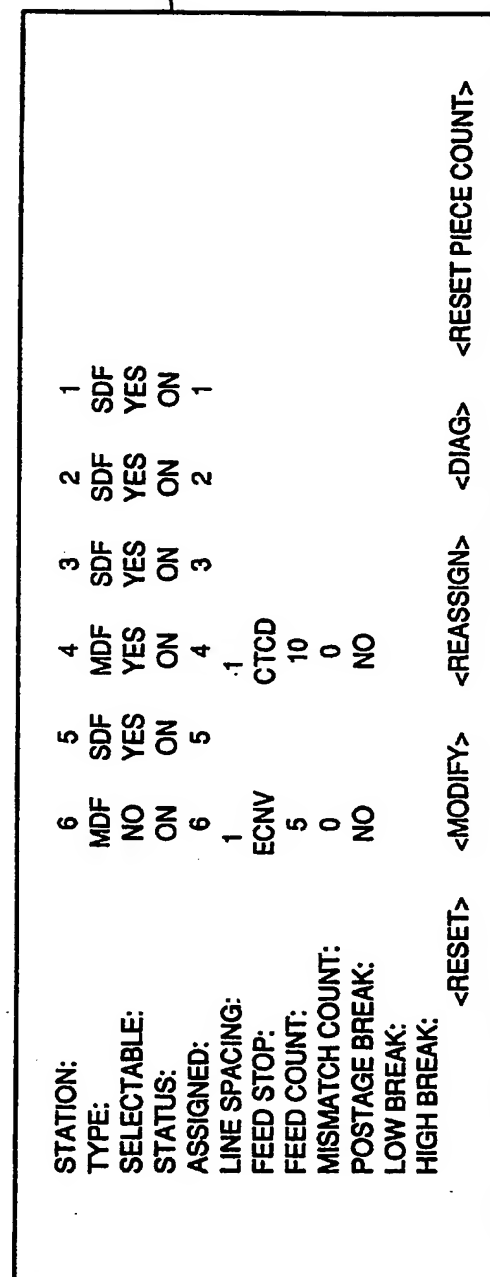 STATION: 6 5 4 3 2 1
TYPE: MDF SDF MDF SDF SDF SDF
SELECTABLE: NO YES YES YES YES YES
STATUS: ON ON ON ON ON ON
ASSIGNED: 6 5 4 3 2 1
LINE SPACING: 1 1
FEED STOP: ECNV CTCD
FEED COUNT: 5 10
MISMATCH COUNT: 0 0
POSTAGE BREAK: NO NO
LOW BREAK:
HIGH BREAK:
<RESET> <MODIFY> <REASSIGN> <DIAG> <RESET PIECE COUNT>